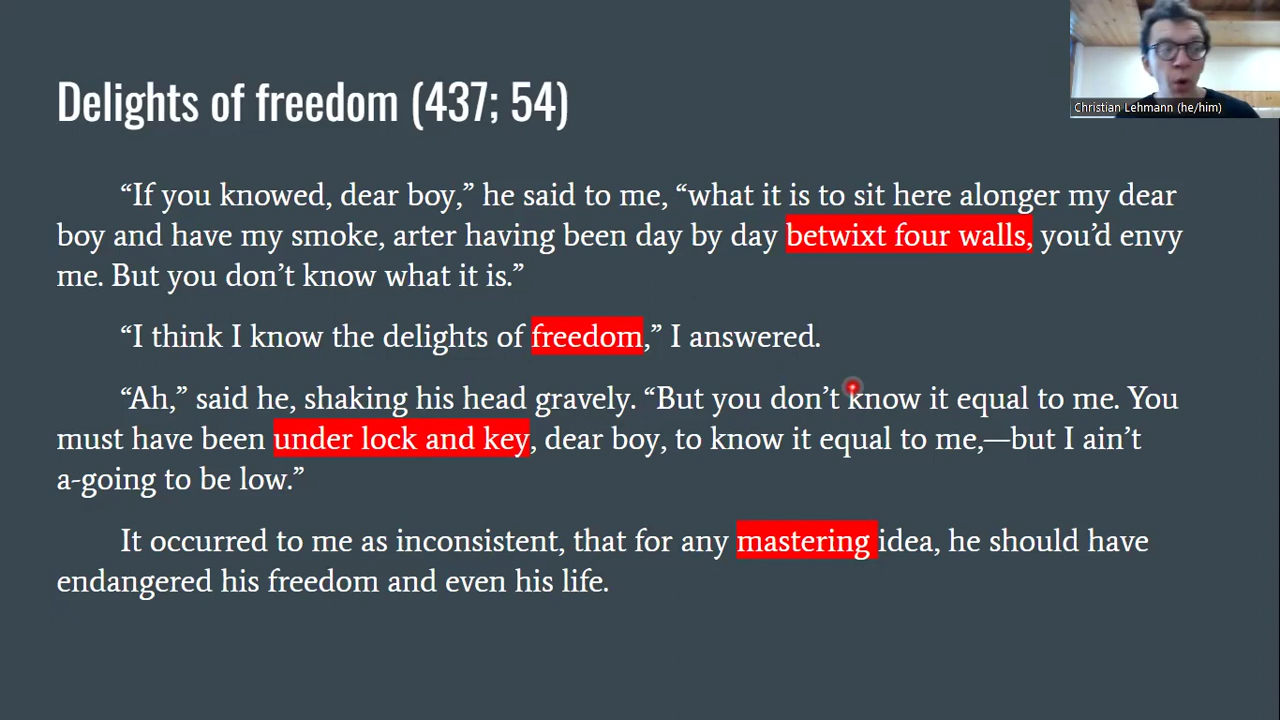 Christian Lehmann (he/him)
Delights of freedom (437; 54)
“If you knowed, dear boy,” he said to me, “what it is to sit here alonger my dear
boy and have my smoke, arter having been day by day betwixt four walls, you’d envy
me. But you don’t know what it is.”
“I think I know the delights of freedom,” I answered.
“Ah,” said he, shaking his head gravely. “But you don’t know it equal to me. You
must have been under lock and key, dear boy, to know it equal to me,—but I ain’t
a-going to be low.”
It occurred to me as inconsistent, that for any mastering idea, he should have
endangered his freedom and even his life.